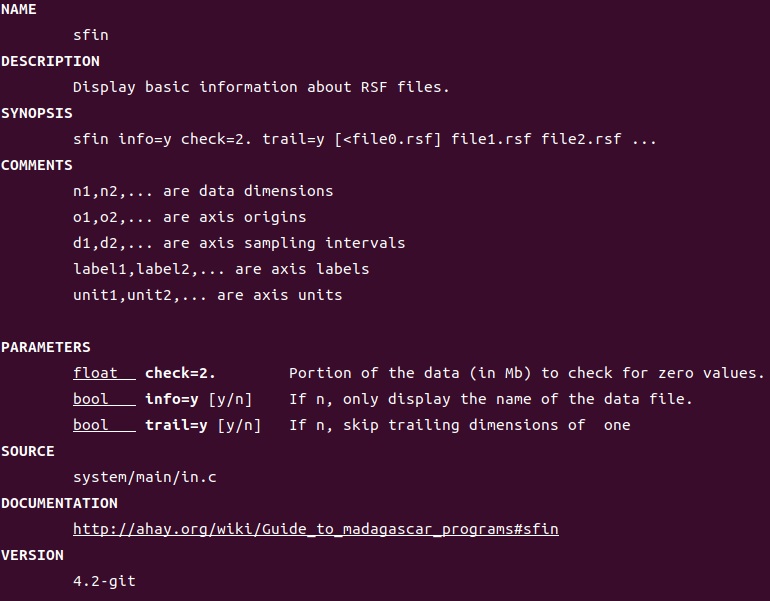 NAME
sfin
DESCRIPTION
Display basic information about RSF files.
SYNOPSIS
sfin info=y check=2. trail=y [<file0.rsf] file1.rsf file2.rsf ...
COMMENTS
n1,n2,... are data dimensions
o1,o2,... are axis origins
d1,d2,... are axis sampling intervals
label1,label2,... are axis labels
unit1,unit2,... are axis units
PARAMETERS
float check=2. Portion of the data (in Mb) to check for zero values.
bool info=y [y/n] If n, only display the name of the data file.
bool trail=y [y/n] If n, skip trailing dimensions of  one
SOURCE
system/main/in.c
DOCUMENTATION
http://ahay.org/wiki/Guide_to_madagascar_programs#sfin
VERSION
4.2-git